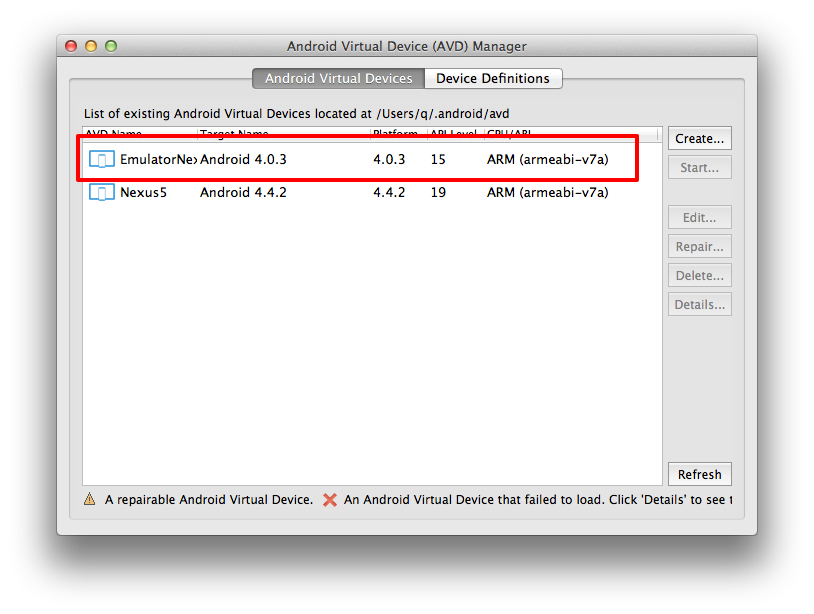 Android Virtual Device (AVD) Manager
Android Virtual Devices Device Definitions
List of existing Android Virtual Devices located at /Users/q/.android/avd
AVD Name Target Name Platform API Level CPU/ABI
Create...
EmulatorNex Android 4.0.3 4.0.3 15 ARM (armeabi-v7a)
Start...
Nexus5 Android 4.4.2 4.4.2 19 ARM (armeabi-v7a)
Edit...
Repair...
Delete...
Details...
Refresh
A repairable Android Virtual Device. An Android Virtual Device that failed to load. Click 'Details' to see t